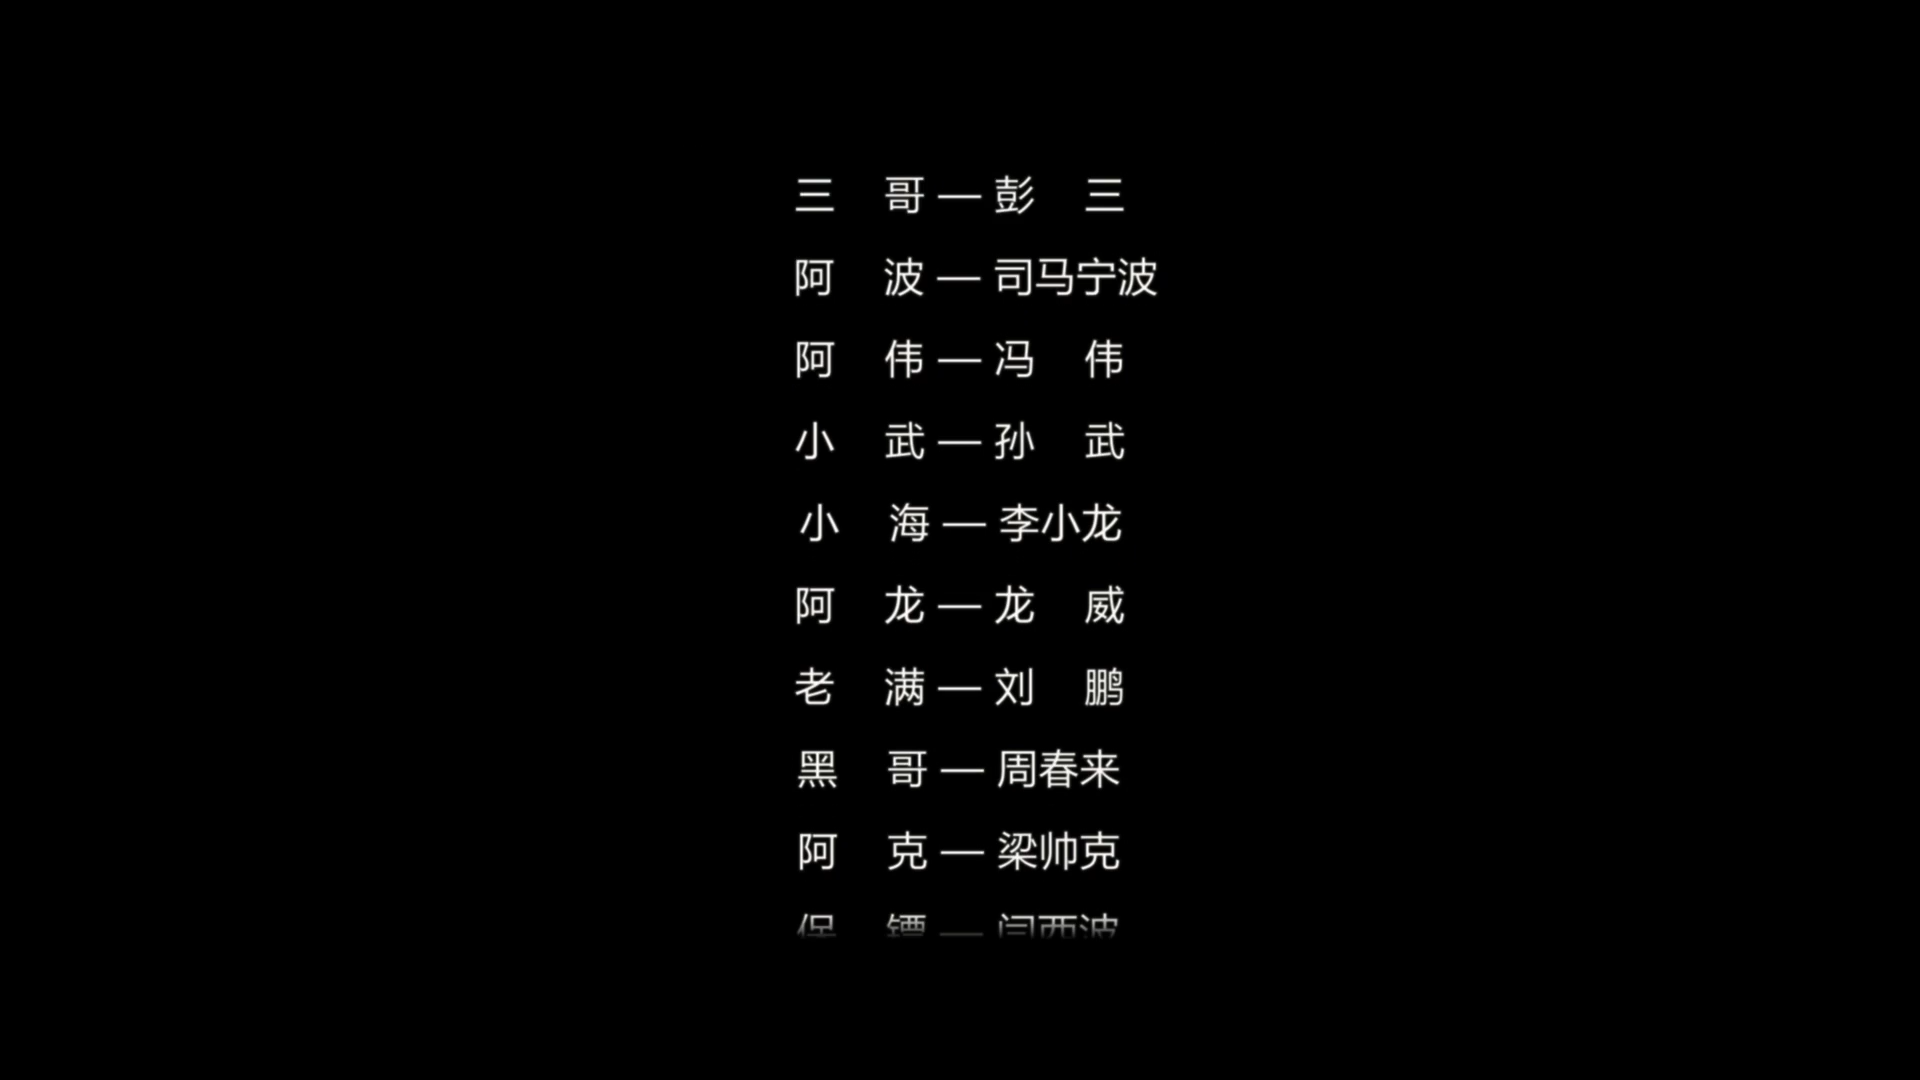 三 哥 — 彭 三
阿 波 — 司马宁波
阿 伟 — 冯 伟
小 武 — 孙 武
小 海 — 李小龙
阿 龙 — 龙 威
老 满 — 刘 鹏
黑 哥 — 周春来
阿 克 — 梁帅克
保 镖 —